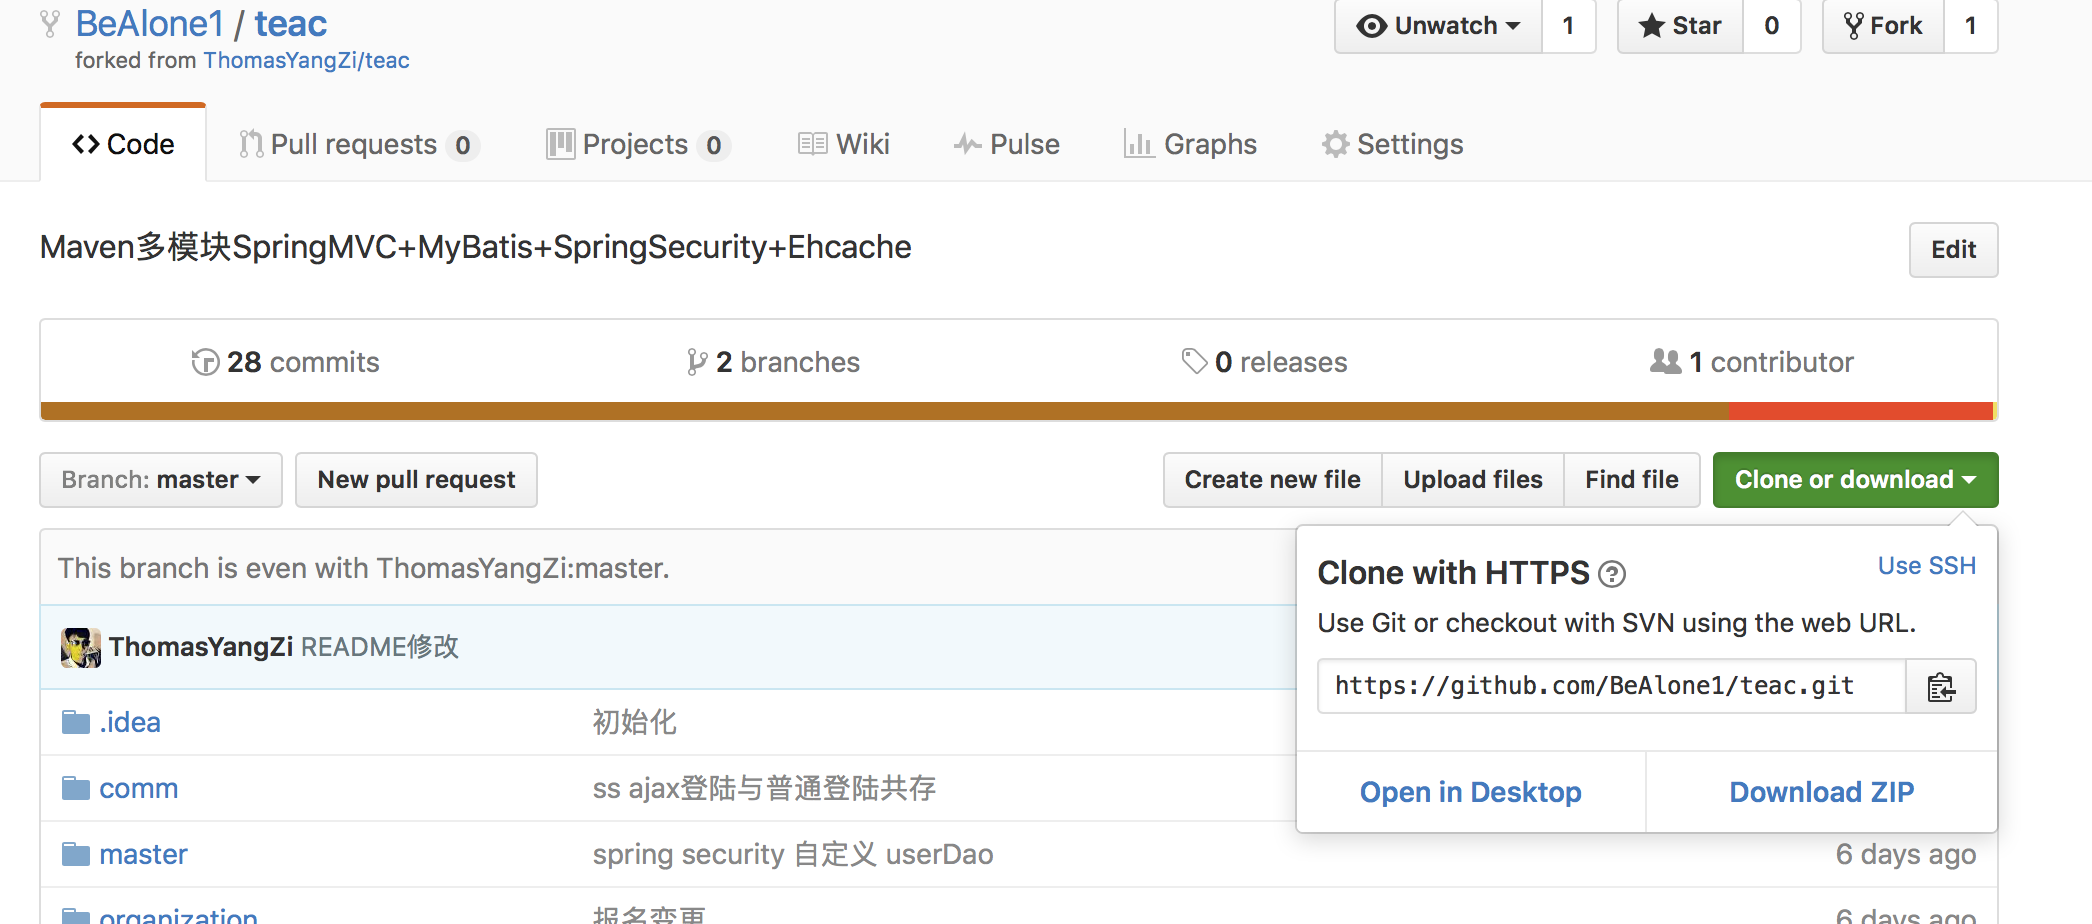 BeAlone1 / teac
Unwatch 1 Star 0 Fork 1
forked from ThomasYangZi/teac
Code Pull requests 0 Projects 0 Wiki Pulse Graphs Settings
Maven多模块SpringMVC+MyBatis+SpringSecurity+Ehcache
Edit
28 commits 2 branches 0 releases 1 contributor
Branch: master New pull request Create new file Upload files Find file Clone or download
This branch is even with ThomasYangZi:master.
ThomasYangZi README修改
.idea 初始化
comm ss ajax登陆与普通登陆共存
master spring security 自定义 userDao 6 days ago
organization 报名变更 6 days ago
Clone with HTTPS ?
Use SSH
Use Git or checkout with SVN using the web URL.
https://github.com/BeAlone1/teac.git
Open in Desktop Download ZIP